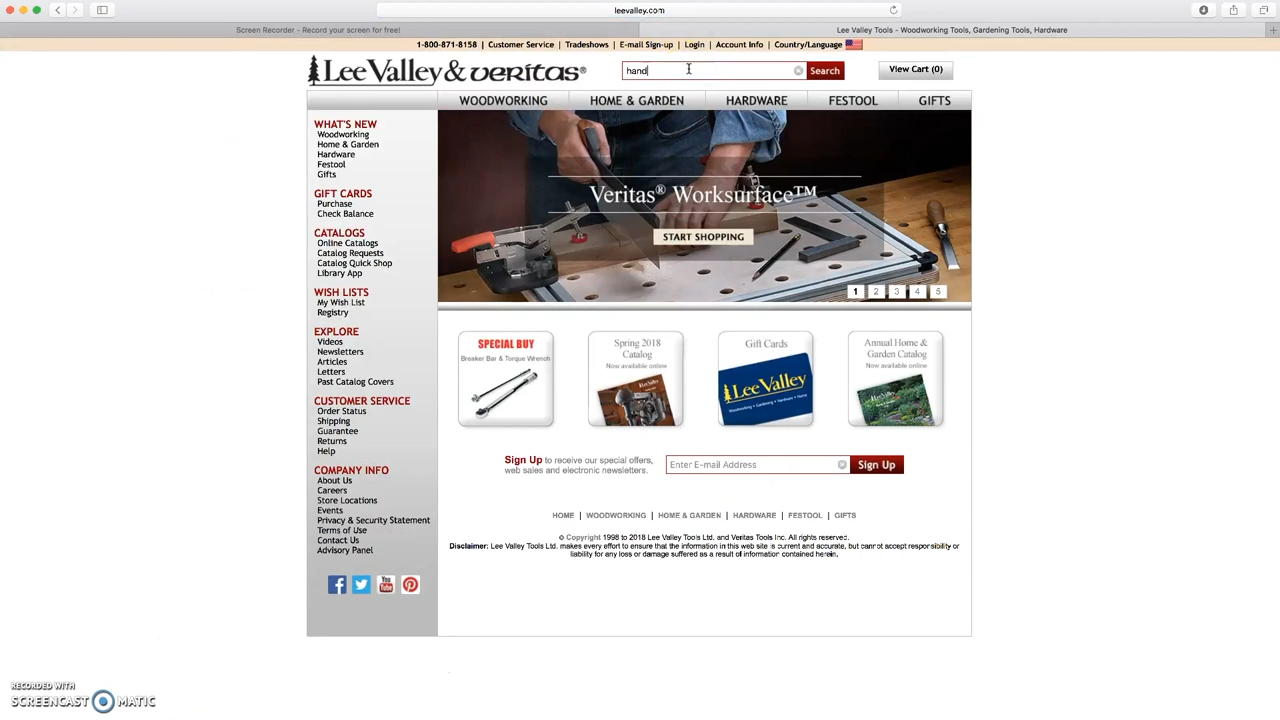 leevalley.com
Screen Recorder - Record your screen for free!
Lee Valley Tools - Woodworking Tools, Gardening Tools, Hardware
1-800-871-8158 | Customer Service | Tradeshows | E-mail Sign-up | Login | Account Info | Country/Language
Lee Valley & veritas®
hand
Search
View Cart (0)
WOODWORKING
HOME & GARDEN
HARDWARE
FESTOOL
GIFTS
WHAT'S NEW
Woodworking
Home & Garden
Hardware
Festool
Gifts
GIFT CARDS
Purchase
Check Balance
CATALOGS
Online Catalogs
Catalog Requests
Catalog Quick Shop
Library App
WISH LISTS
My Wish List
Registry
EXPLORE
Videos
Newsletters
Articles
Letters
Past Catalog Covers
CUSTOMER SERVICE
Order Status
Shipping
Guarantee
Returns
Help
COMPANY INFO
About Us
Careers
Store Locations
Events
Privacy & Security Statement
Terms of Use
Contact Us
Advisory Panel
Veritas® Worksurface™
START SHOPPING
1 2 3 4 5
SPECIAL BUY
Breaker Bar & Torque Wrench
Spring 2018
Catalog
Now available online
Gift Cards
Lee Valley
Woodworking • Gardening • Hardware • Home
Annual Home &
Garden Catalog
Now available online
Sign Up to receive our special offers,
web sales and electronic newsletters.
Enter E-mail Address
Sign Up
HOME | WOODWORKING | HOME & GARDEN | HARDWARE | FESTOOL | GIFTS
© Copyright 1998 to 2018 Lee Valley Tools Ltd. and Veritas Tools Inc. All rights reserved.
Disclaimer: Lee Valley Tools Ltd. makes every effort to ensure that the information in this web site is current and accurate, but cannot accept responsibility or
liability for any loss or damage suffered as a result of information contained herein.
You
Tube
RECORDED WITH
SCREENCAST MATIC